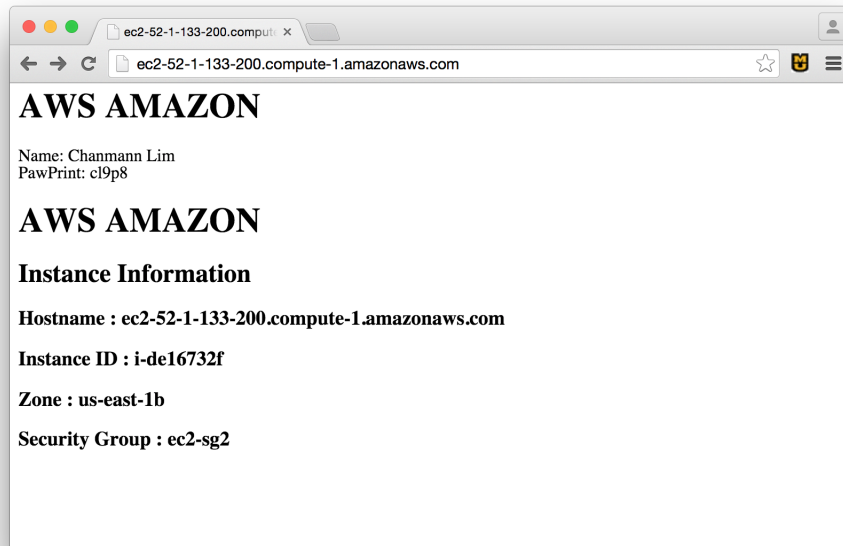 ec2-52-1-133-200.comput
ec2-52-1-133-200.compute-1.amazonaws.com
AWS AMAZON
Name: Chanmann Lim
PawPrint: cl9p8
AWS AMAZON
Instance Information
Hostname : ec2-52-1-133-200.compute-1.amazonaws.com
Instance ID : i-de16732f
Zone : us-east-1b
Security Group : ec2-sg2